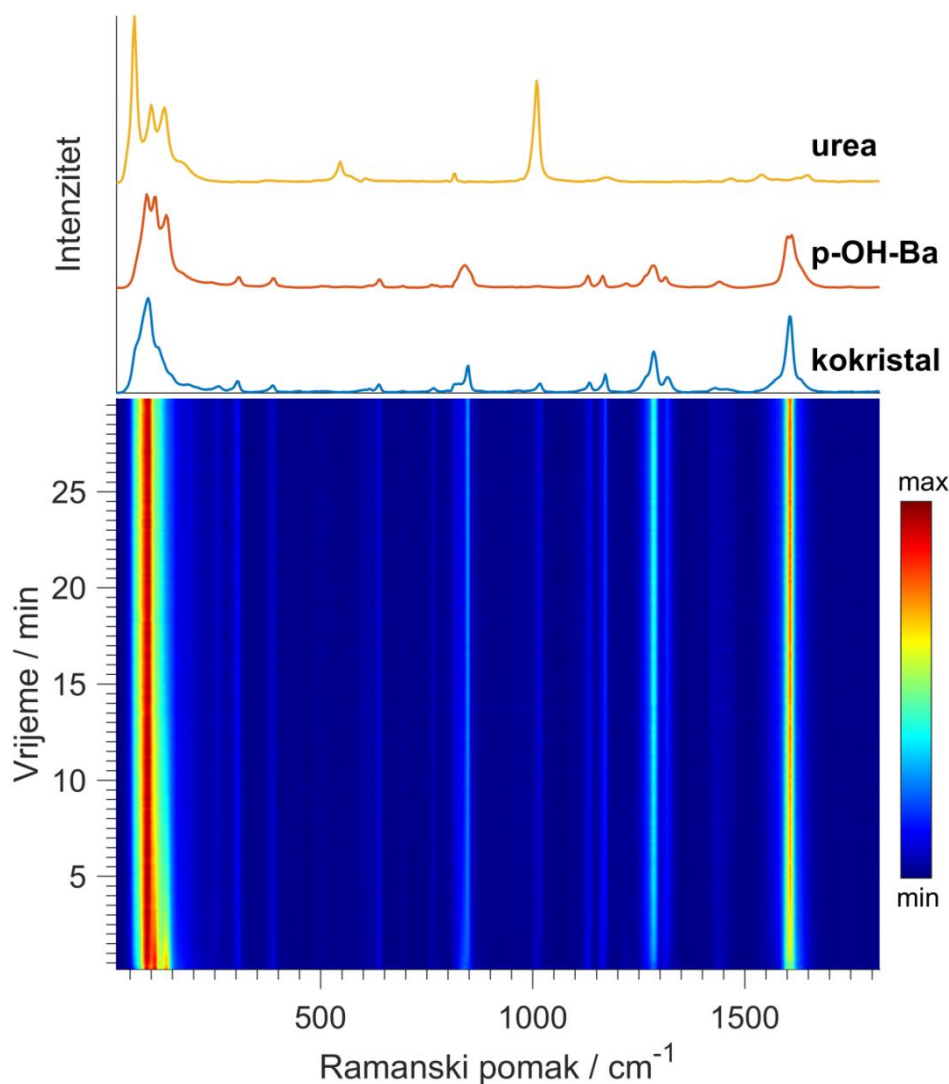 Intenzitet
urea
p-OH-Ba
kokristal
Vrijeme / min
25
20
15
10
5
max
min
500
1000
1500
Ramanski pomak / cm⁻¹